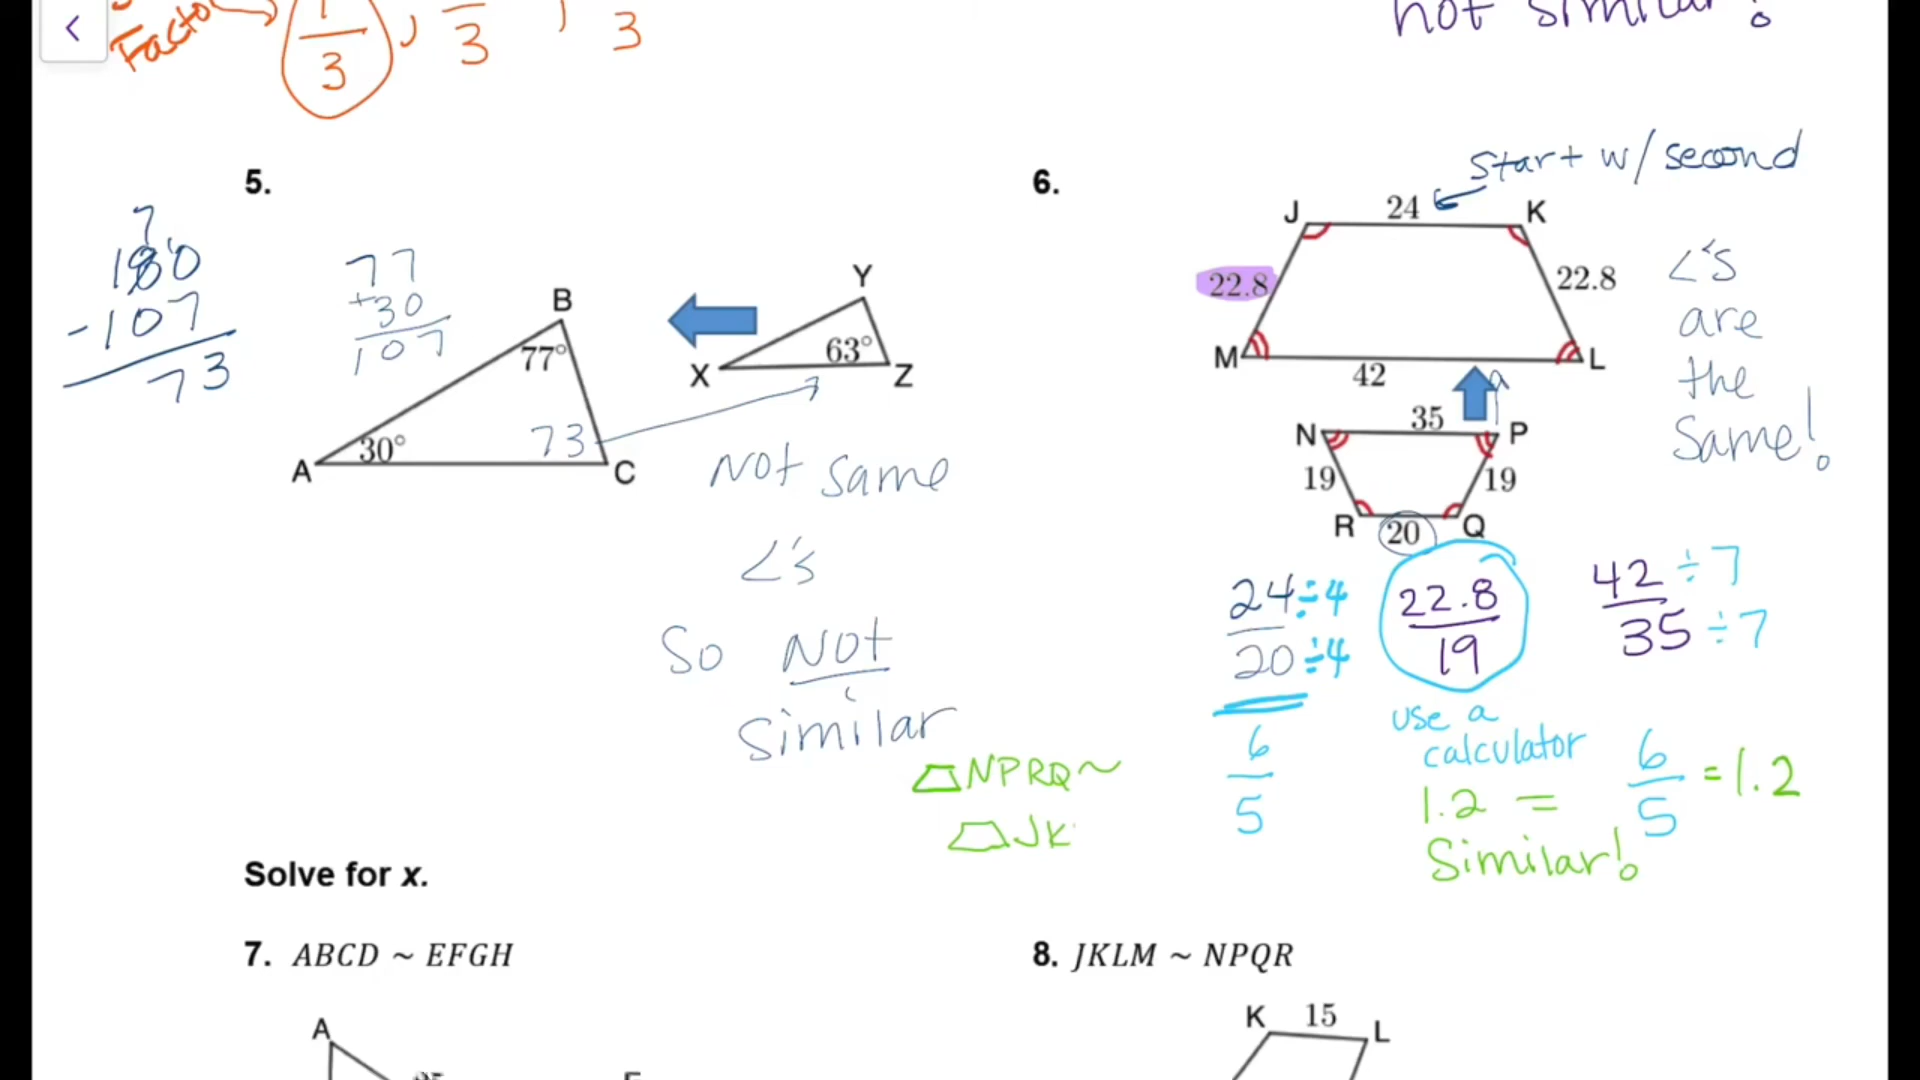 Factor
1/3 , /3 , 3
not similar!
5.
7
180
-107
73
77
+30
107
B
77°
A
30°
73
C
Y
X
63°
Z
Not same
∠'s
So Not
similar
6.
Start w/ second
J
24
K
22.8
22.8
M
42
L
∠'s
are
the
same!
N
35
P
19
19
R
20
Q
24÷4
20÷4
6
5
22.8
19
use a
calculator
1.2 =
Similar!
42÷7
35÷7
6
5
=1.2
NPRQ~
JK
Solve for x.
7. ABCD ~ EFGH
A
8. JKLM ~ NPQR
K 15 L